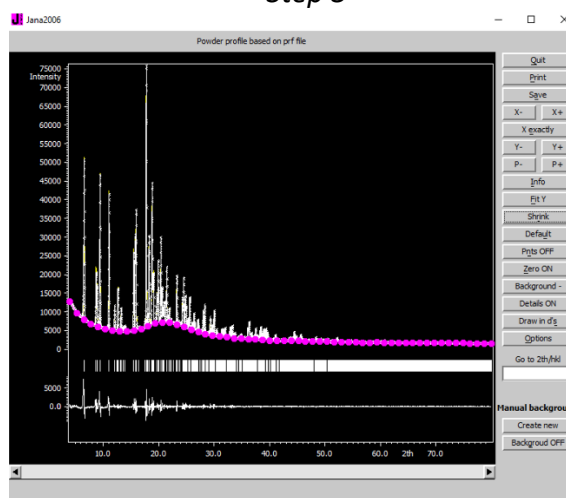 Step 3
Jana2006
Powder profile based on prf file
Intensity
75000
70000
65000
60000
55000
50000
45000
40000
35000
30000
25000
20000
15000
10000
5000
0
5000
0.0
10.0 20.0 30.0 40.0 50.0 60.0 2th 70.0
Quit
Print
Save
X- X+
X exactly
Y- Y+
P- P+
Info
Fit Y
Shrink
Default
Pnts OFF
Zero ON
Background -
Details ON
Draw in d's
Options
Go to 2th/hkl
Manual backgrou
Create new
Backgroud OFF